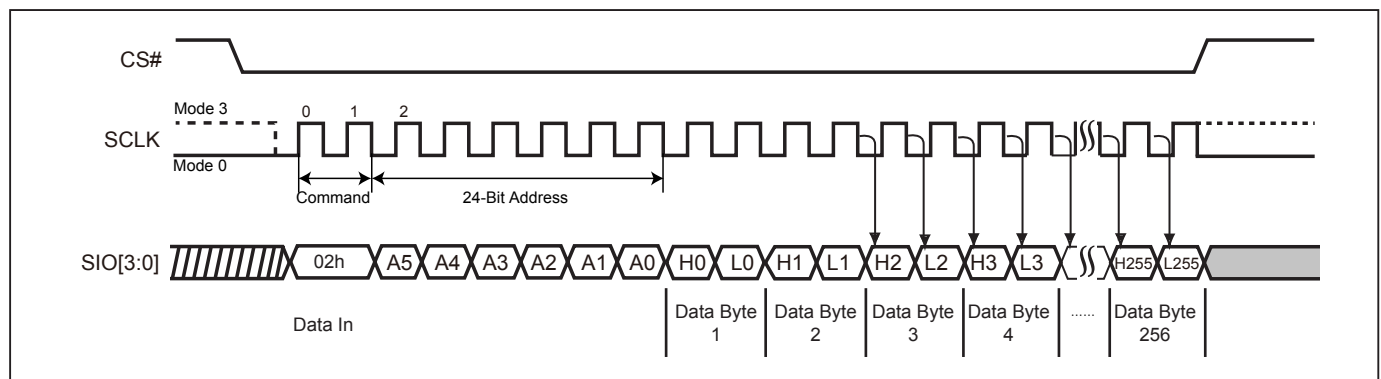 CS#
Mode 3
0 1 2
SCLK
Mode 0
Command
24-Bit Address
SIO[3:0]
02h A5 A4 A3 A2 A1 A0 H0 L0 H1 L1 H2 L2 H3 L3 H255 L255
Data In
Data Byte 1
Data Byte 2
Data Byte 3
Data Byte 4
......
Data Byte 256